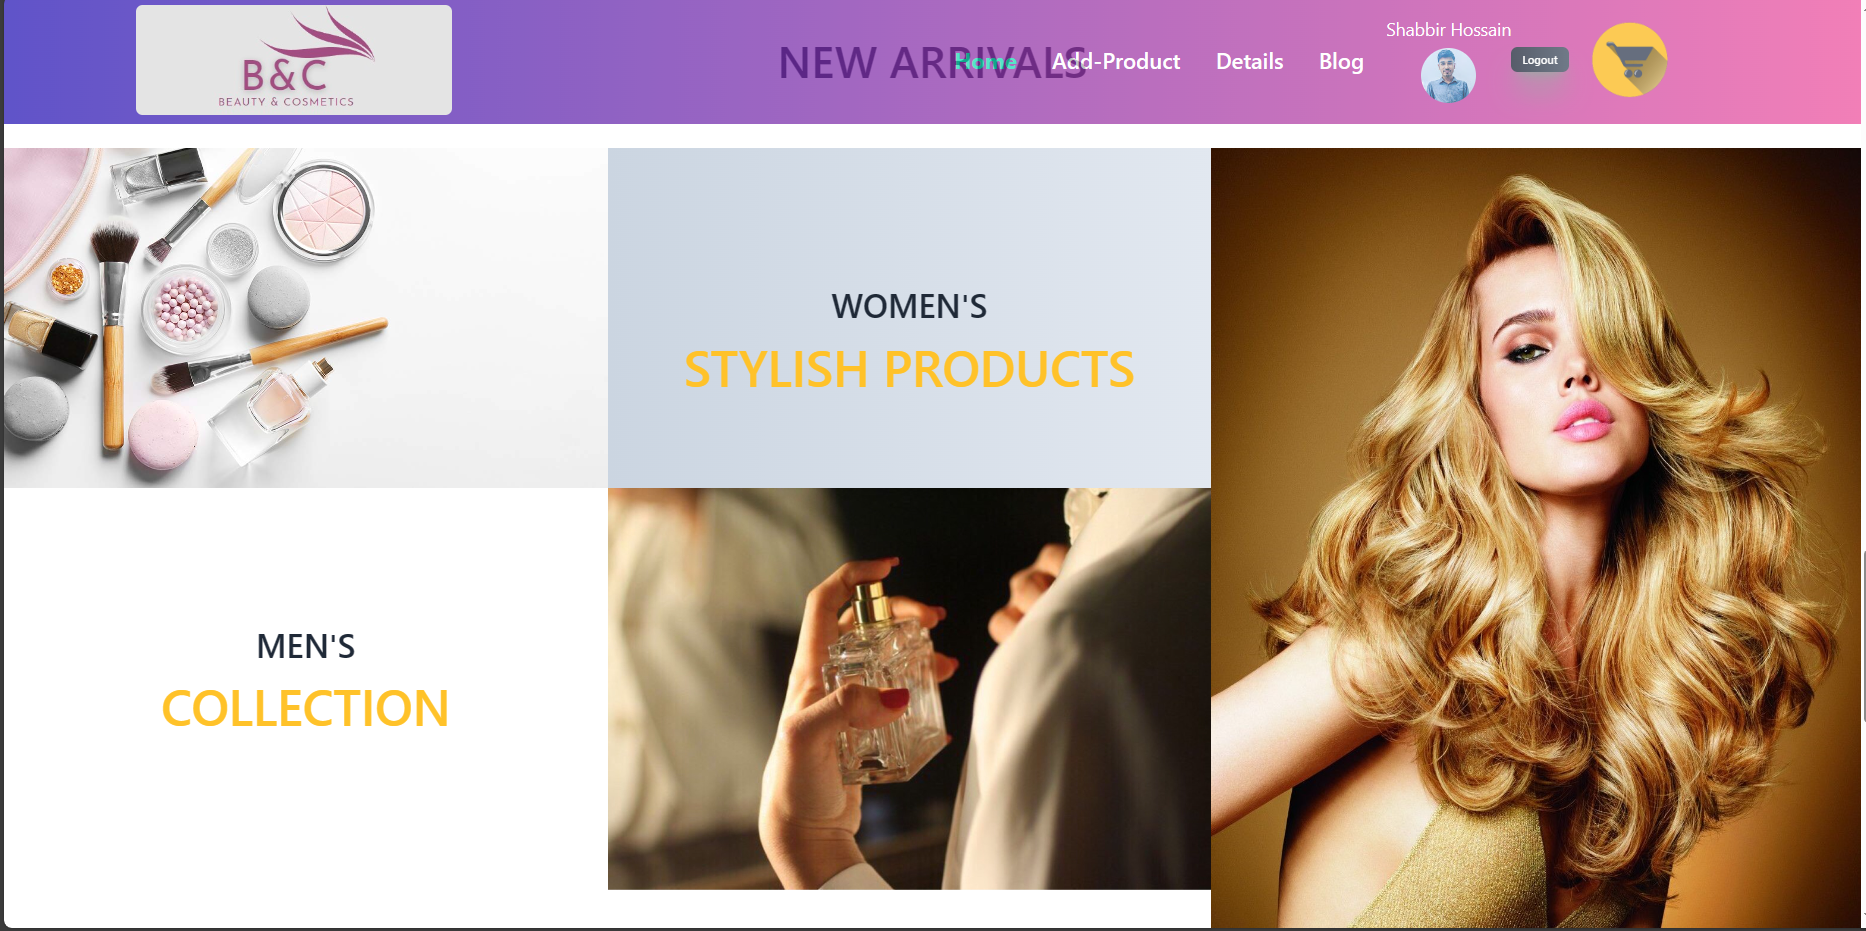 B&C
BEAUTY & COSMETICS
NEW ARRIVALS
Home
Add-Product
Details
Blog
Shabbir Hossain
Logout
WOMEN'S
STYLISH PRODUCTS
MEN'S
COLLECTION